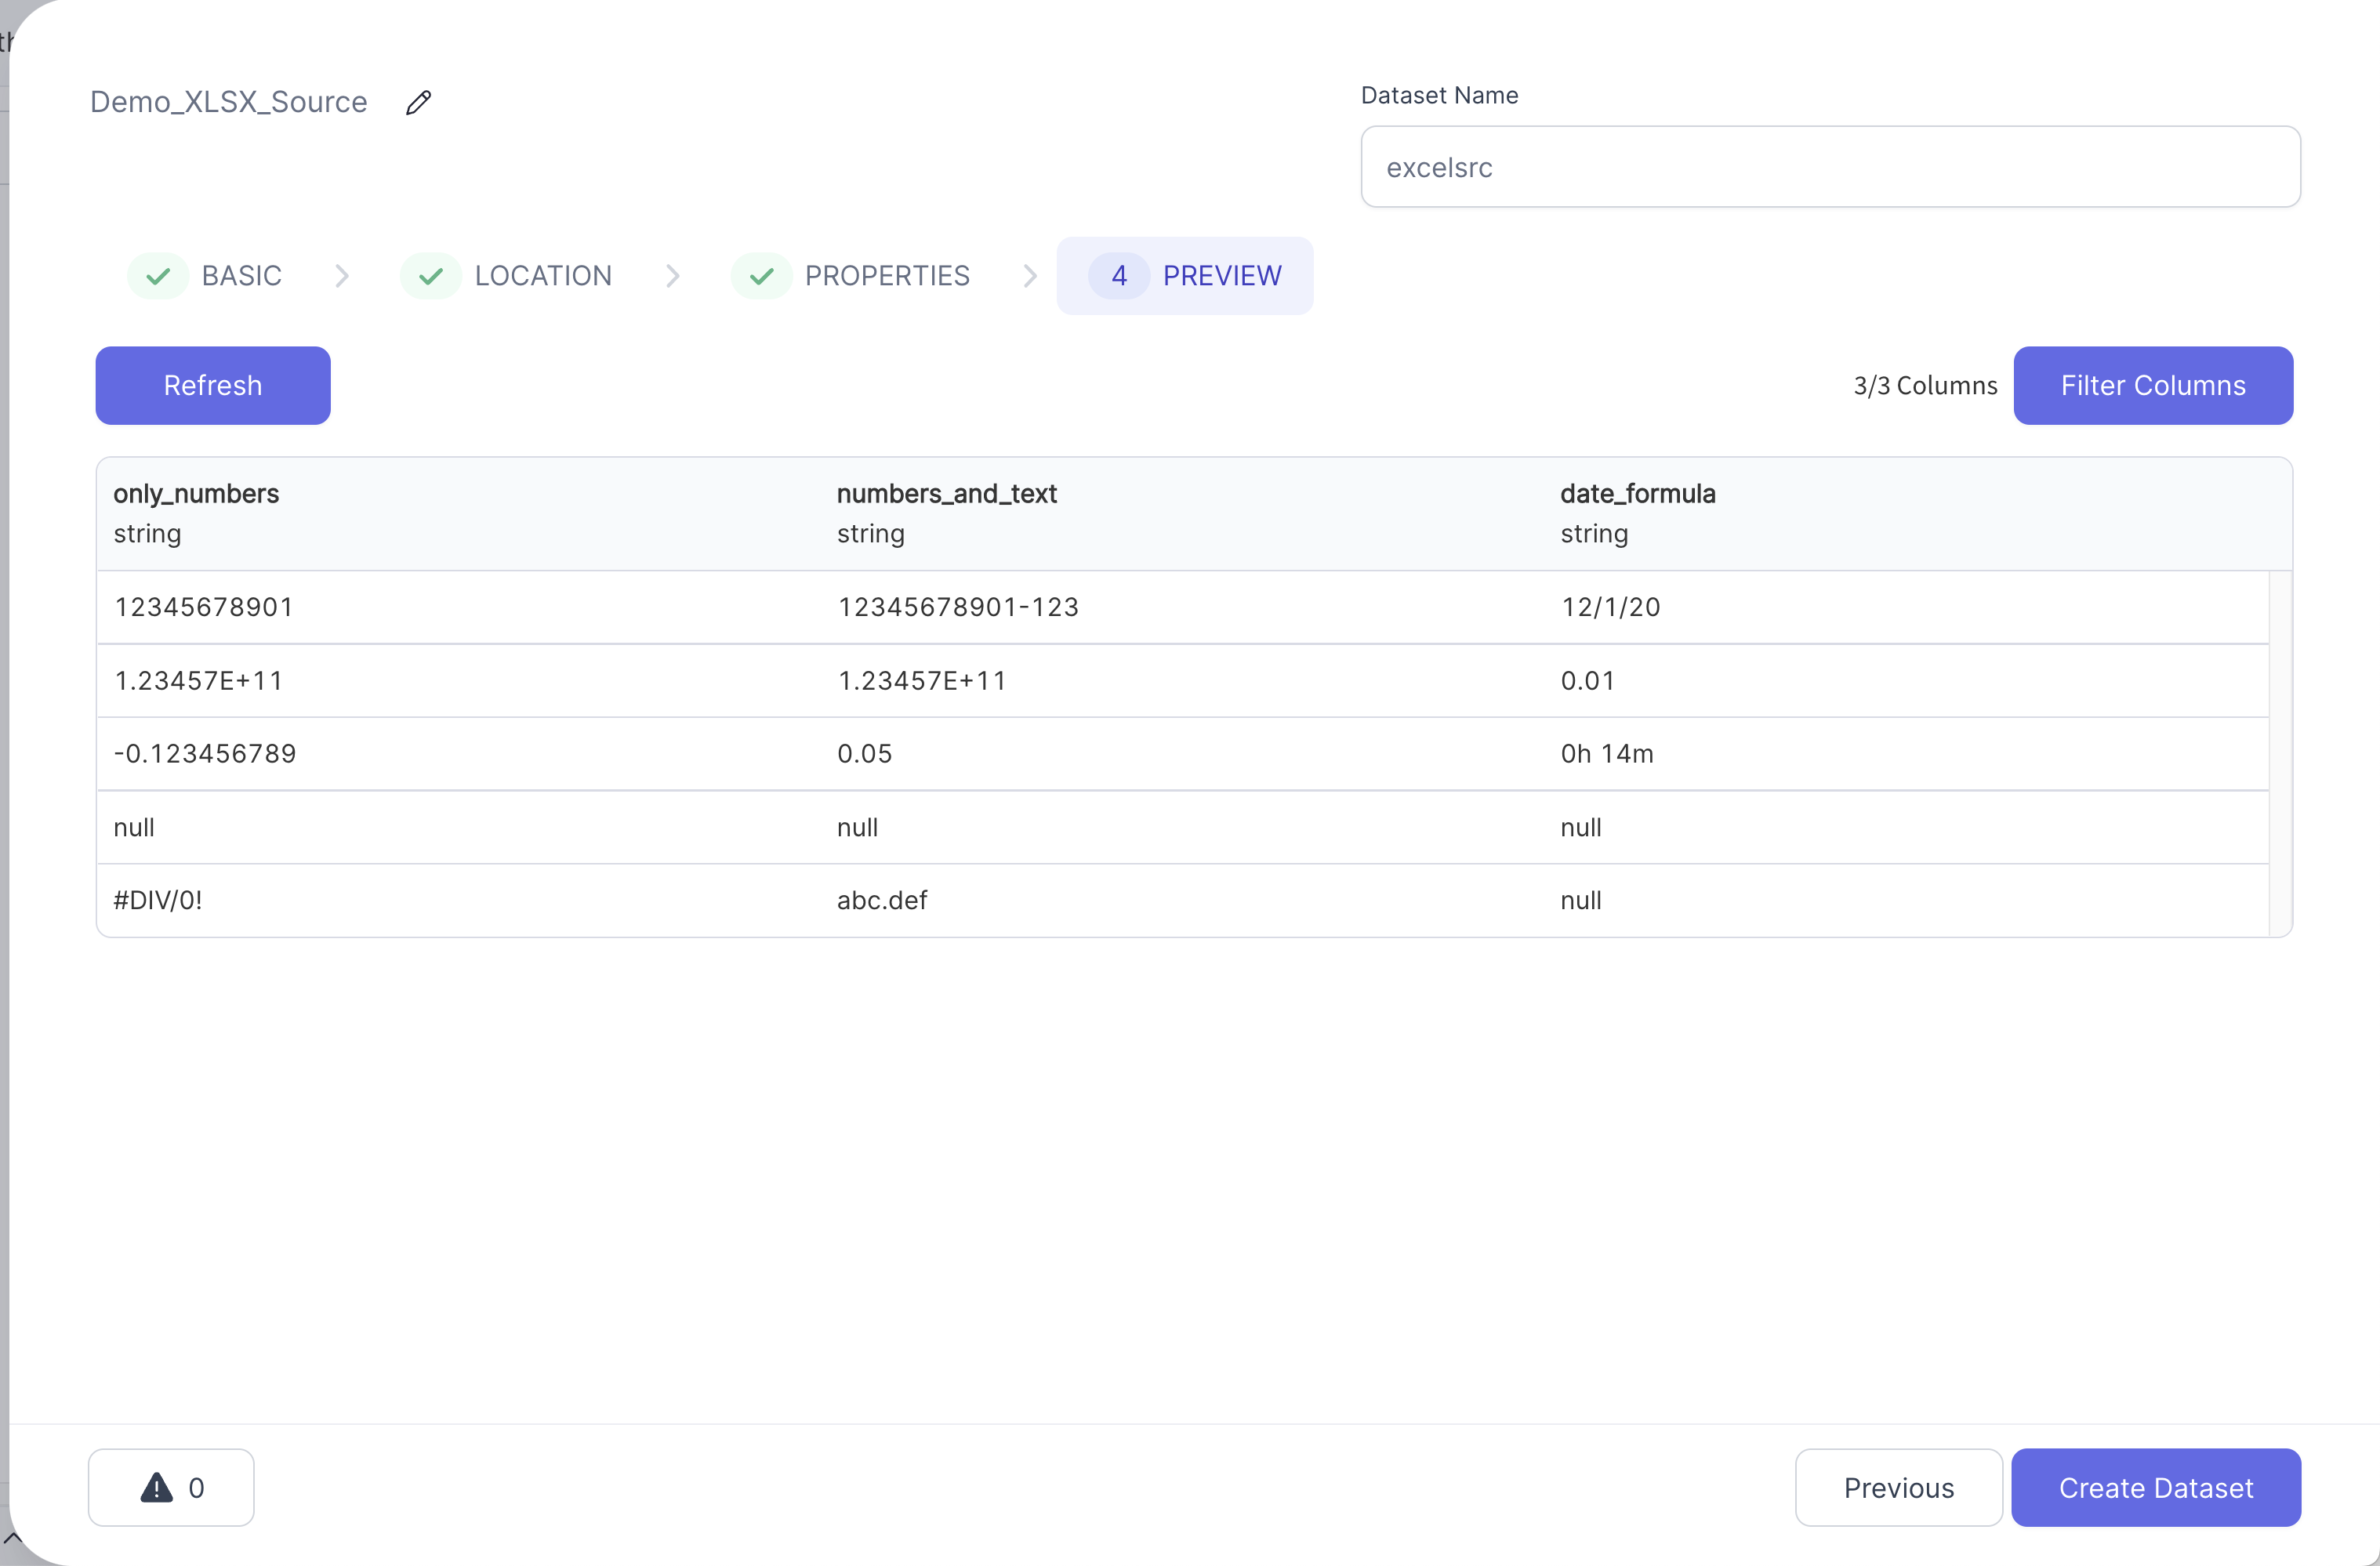 Demo_XLSX_Source
Dataset Name
excelsrc
BASIC LOCATION PROPERTIES 4 PREVIEW
Refresh 3/3 Columns Filter Columns
only_numbers numbers_and_text date_formula
string string string
12345678901 12345678901-123 12/1/20
1.23457E+11 1.23457E+11 0.01
-0.123456789 0.05 0h 14m
null null null
#DIV/0! abc.def null
0 Previous Create Dataset